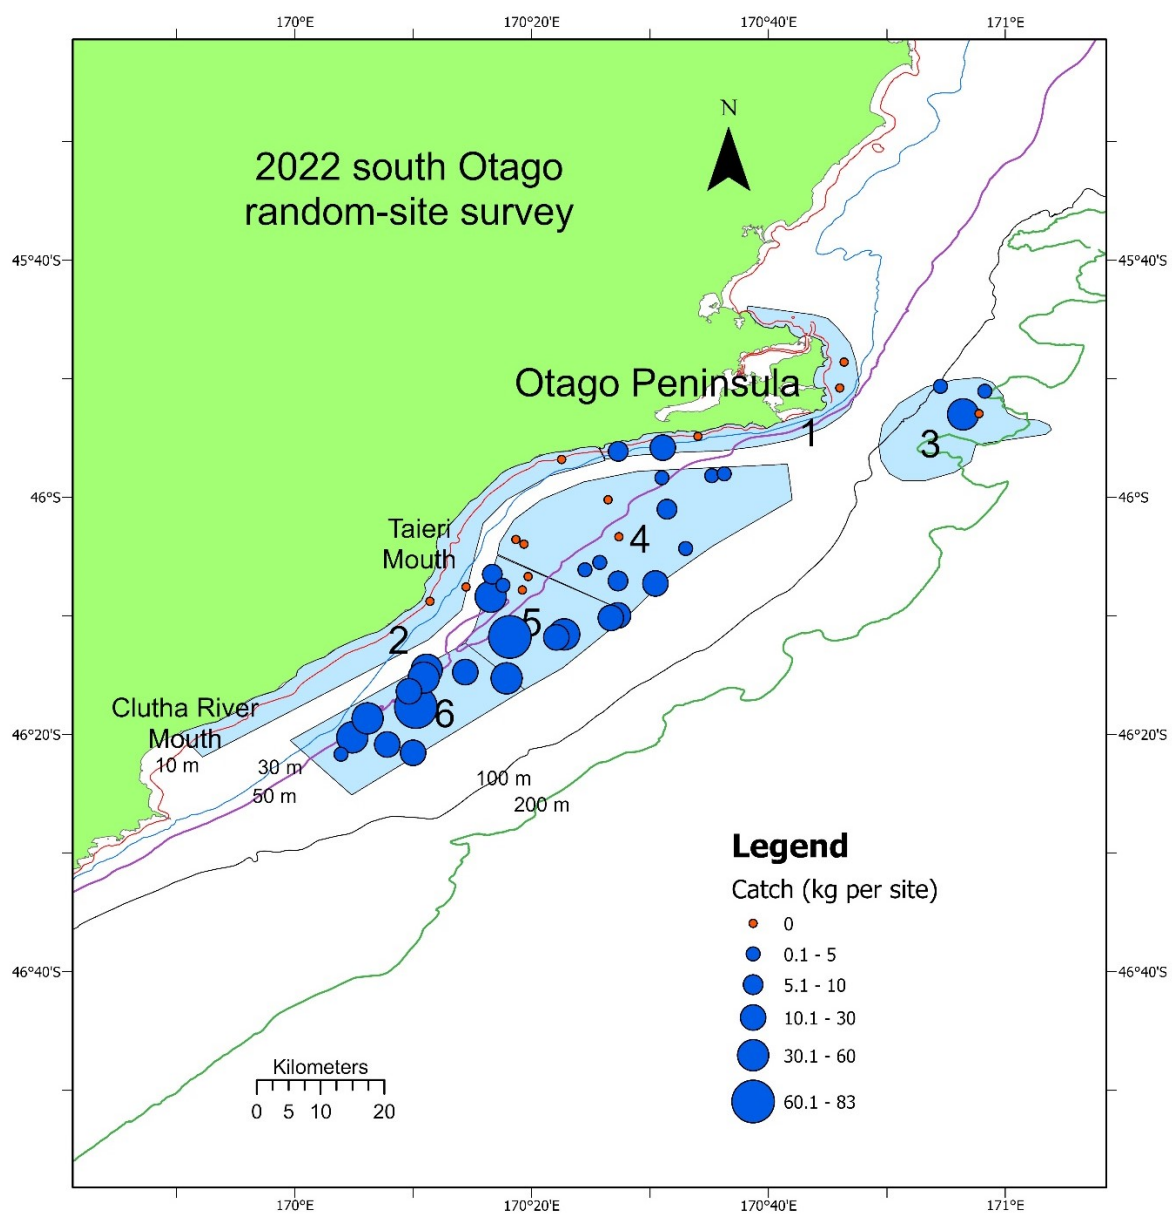 170°E
170°20'E
170°40'E
171°E
N
2022 south Otago
random-site survey
45°40'S
45°40'S
Otago Peninsula
1
3
46°S
46°S
Taieri
Mouth
4
5
2
Clutha River
Mouth
6
46°20'S
46°20'S
10 m
30 m
50 m
100 m
200 m
Legend
Catch (kg per site)
0
0.1 - 5
5.1 - 10
10.1 - 30
30.1 - 60
60.1 - 83
46°40'S
46°40'S
Kilometers
0 5 10 20
170°E
170°20'E
170°40'E
171°E